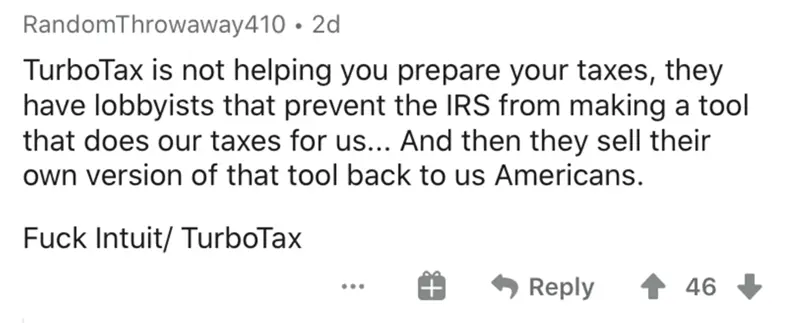 RandomThrowaway410 • 2d
TurboTax is not helping you prepare your taxes, they
have lobbyists that prevent the IRS from making a tool
that does our taxes for us... And then they sell their
own version of that tool back to us Americans.
Fuck Intuit/ TurboTax
... Reply 46